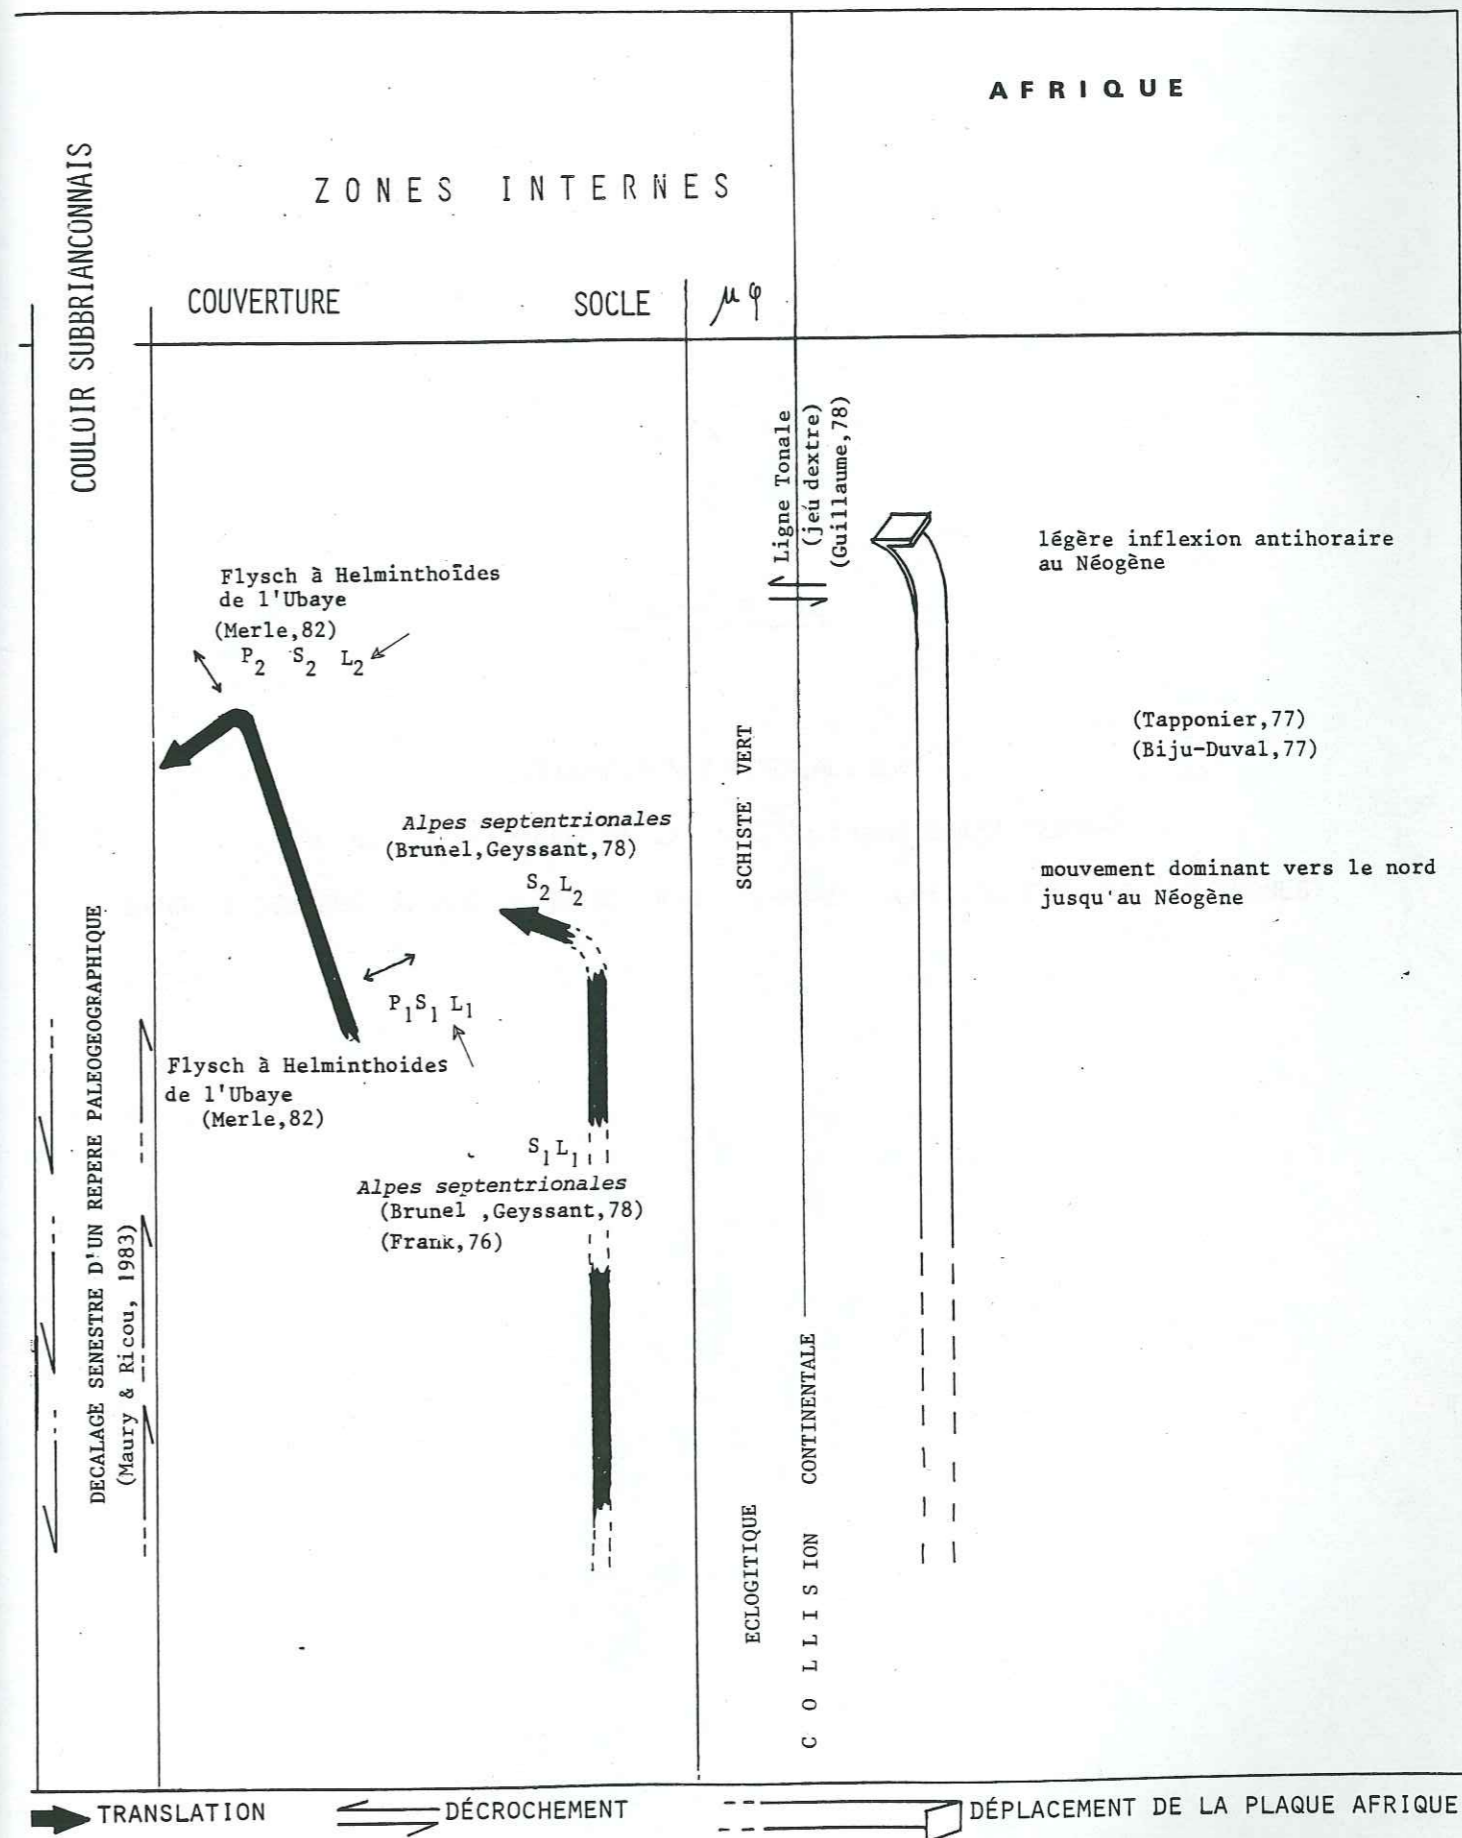 AFRIQUE
ZONES INTERNES
COULOIR SUBBRIANCONNAIS
COUVERTURE
SOCLE
μφ
Ligne Tonale
(jeu dextre)
(Guillaume,78)
légère inflexion antihoraire
au Néogène
Flysch à Helminthoïdes
de l'Ubaye
(Merle,82)
P2 S2 L2
(Tapponier,77)
(Biju-Duval,77)
SCHISTE VERT
Alpes septentrionales
(Brunel,Geyssant,78)
S2 L2
mouvement dominant vers le nord
jusqu'au Néogène
DECALAGE SENESTRE D'UN REPERE PALEOGEOGRAPHIQUE
(Maury & Ricou, 1983)
P1S1 L1
Flysch à Helminthoides
de l'Ubaye
(Merle,82)
S1L1
Alpes septentrionales
(Brunel ,Geyssant,78)
(Frank,76)
ECLOGITIQUE
COLLISION CONTINENTALE
TRANSLATION
DÉCROCHEMENT
DÉPLACEMENT DE LA PLAQUE AFRIQUE